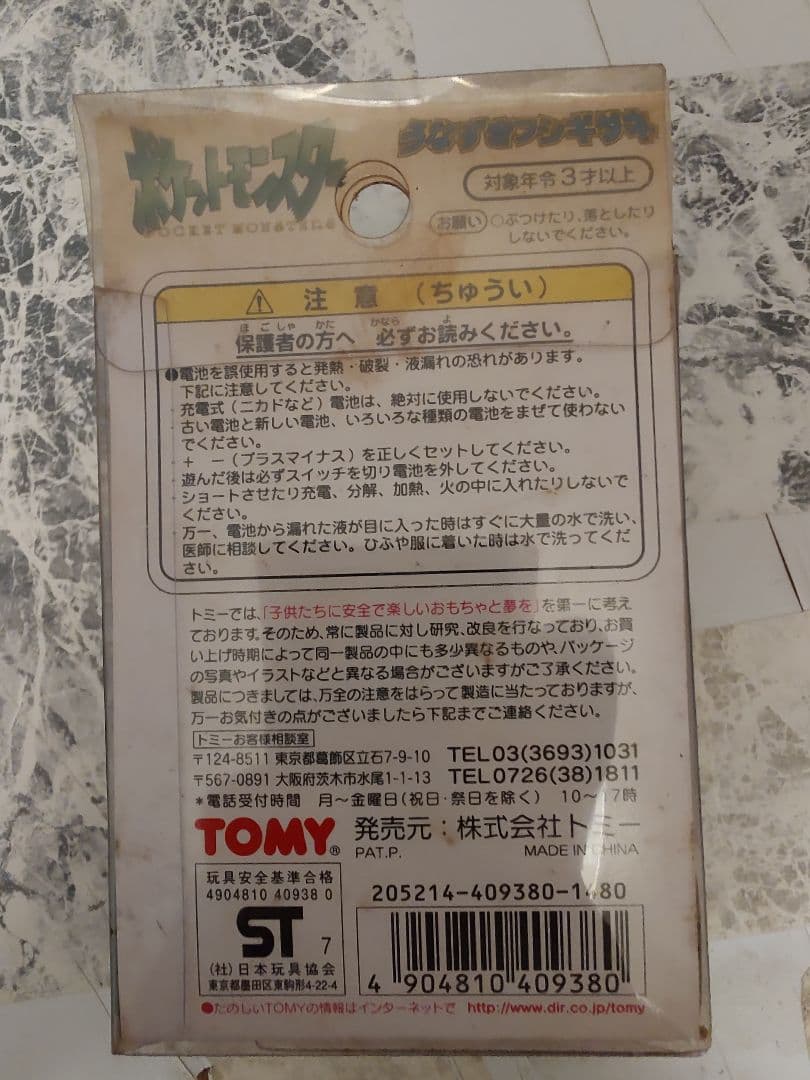 ポケットモンスター
POCKET MONSTERS
うなずきフシギダネ
対象年令3才以上
お願い ○ぶつけたり、落としたり
しないでください。
⚠ 注意(ちゅうい)
ほごしゃ かた かなら よ
保護者の方へ 必ずお読みください。
❶電池を誤使用すると発熱・破裂・液漏れの恐れがあります。
下記に注意してください。
充電式(ニカドなど)電池は、絶対に使用しないでください。
古い電池と新しい電池、いろいろな種類の電池をまぜて使わない
でください。
+ −(プラスマイナス)を正しくセットしてください。
遊んだ後は必ずスイッチを切り電池を外してください。
ショートさせたり充電、分解、加熱、火の中に入れたりしないで
ください。
万一、電池から漏れた液が目に入った時はすぐに大量の水で洗い、
医師に相談してください。ひふや服に着いた時は水で洗ってくだ
さい。
トミーでは、「子供たちに安全で楽しいおもちゃと夢を」を第一に考え
ております。そのため、常に製品に対し研究、改良を行なっており、お買
い上げ時期によって同一製品の中にも多少異なるものや、パッケージ
の写真やイラストなどと異なる場合がございますがご了承ください。
製品につきましては、万全の注意をはらって製造に当たっておりますが、
万一お気付きの点がございましたら下記までご連絡ください。
トミーお客様相談室
〒124-8511 東京都葛飾区立石7-9-10 TEL03(3693)1031
〒567-0891 大阪府茨木市水尾1-1-13 TEL0726(38)1811
*電話受付時間 月〜金曜日(祝日・祭日を除く) 10〜17時
TOMY® 発売元:株式会社トミー
PAT.P. MADE IN CHINA
玩具安全基準合格
4904810 40938 0
ST 7
(社)日本玩具協会
東京都墨田区東駒形4-22-4
205214-409380-1480
4 904810 409380
●たのしいTOMYの情報はインターネットで http://www.dir.co.jp/tomy